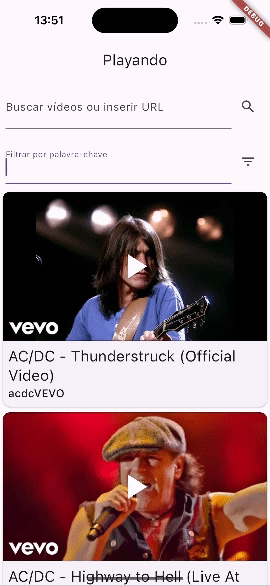 13:51
DEBUG
Playando
Buscar vídeos ou inserir URL
Filtrar por palavra-chave
vevo
AC/DC - Thunderstruck (Official
Video)
acdcVEVO
vevo
AC/DC - Highway to Hell (Live At